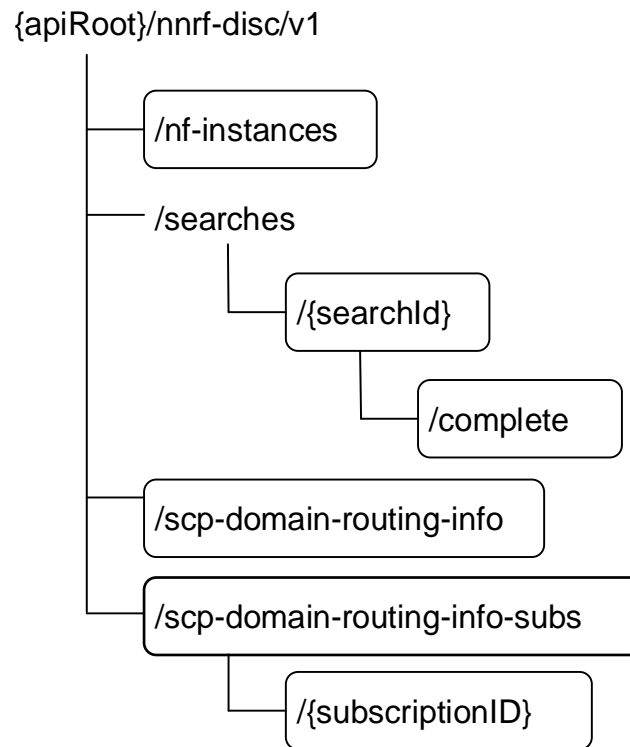 {apiRoot}/nnrf-disc/v1
/nf-instances
/searches
/{searchId}
/complete
/scp-domain-routing-info
/scp-domain-routing-info-subs
/{subscriptionID}